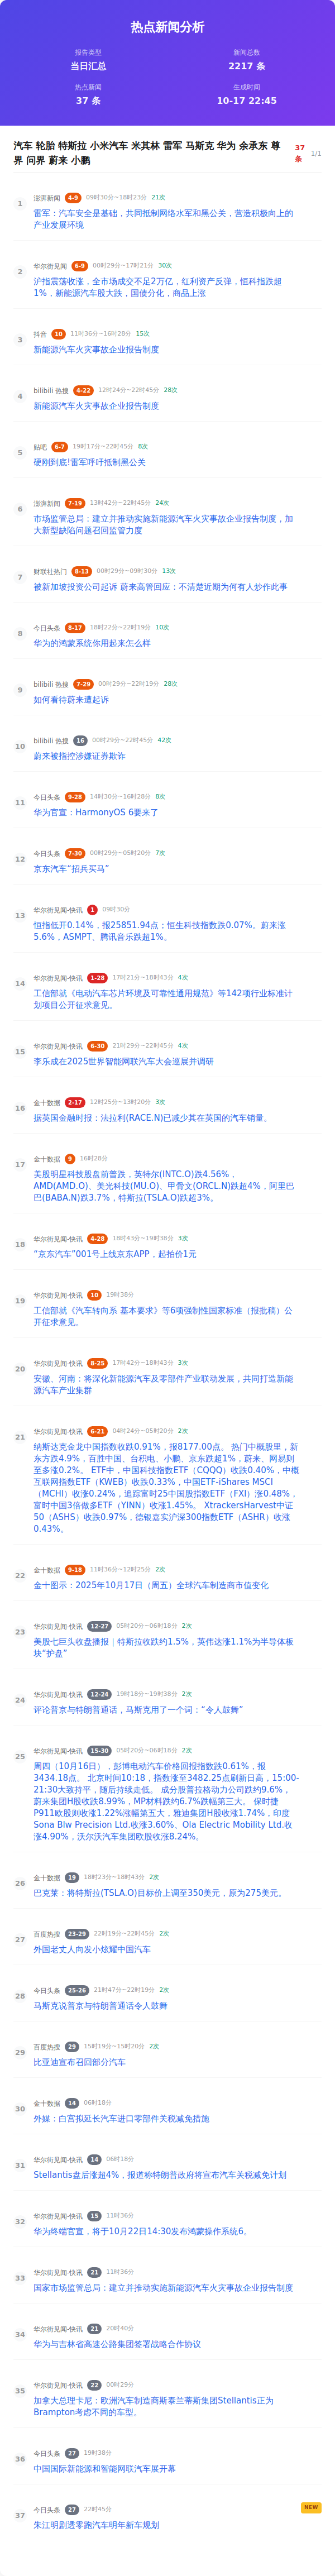 热点新闻分析
报告类型
当日汇总
新闻总数
2217 条
热点新闻
37 条
生成时间
10-17 22:45
汽车 轮胎 特斯拉 小米汽车 米其林 雷军 马斯克 华为 余承东 尊
界 问界 蔚来 小鹏
37
条
1/1
1
澎湃新闻 4-9 09时30分~18时23分 21次
雷军：汽车安全是基础，共同抵制网络水军和黑公关，营造积极向上的
产业发展环境
2
华尔街见闻 6-9 00时29分~17时21分 30次
沪指震荡收涨，全市场成交不足2万亿，红利资产反弹，恒科指跌超
1%，新能源汽车股大跌，国债分化，商品上涨
3
抖音 10 11时36分~16时28分 15次
新能源汽车火灾事故企业报告制度
4
bilibili 热搜 4-22 12时24分~22时45分 28次
新能源汽车火灾事故企业报告制度
5
贴吧 6-7 19时17分~22时45分 8次
硬刚到底!雷军呼吁抵制黑公关
6
澎湃新闻 7-19 13时42分~22时45分 24次
市场监管总局：建立并推动实施新能源汽车火灾事故企业报告制度，加
大新型缺陷问题召回监管力度
7
财联社热门 8-13 00时29分~09时30分 13次
被新加坡投资公司起诉 蔚来高管回应：不清楚近期为何有人炒作此事
8
今日头条 8-17 18时22分~22时19分 10次
华为的鸿蒙系统你用起来怎么样
9
bilibili 热搜 7-29 00时29分~22时19分 28次
如何看待蔚来遭起诉
10
bilibili 热搜 16 00时29分~22时45分 42次
蔚来被指控涉嫌证券欺诈
11
今日头条 9-28 14时30分~16时28分 8次
华为官宣：HarmonyOS 6要来了
12
今日头条 7-30 00时29分~05时20分 7次
京东汽车“招兵买马”
13
华尔街见闻-快讯 1 09时30分
恒指低开0.14%，报25851.94点；恒生科技指数跌0.07%。蔚来涨
5.6%，ASMPT、腾讯音乐跌超1%。
14
华尔街见闻-快讯 1-28 17时21分~18时43分 4次
工信部就《电动汽车芯片环境及可靠性通用规范》等142项行业标准计
划项目公开征求意见。
15
华尔街见闻-快讯 6-30 21时29分~22时45分 4次
李乐成在2025世界智能网联汽车大会巡展并调研
16
金十数据 2-17 12时25分~13时20分 3次
据英国金融时报：法拉利(RACE.N)已减少其在英国的汽车销量。
17
金十数据 9 16时28分
美股明星科技股盘前普跌，英特尔(INTC.O)跌4.56%，
AMD(AMD.O)、美光科技(MU.O)、甲骨文(ORCL.N)跌超4%，阿里巴
巴(BABA.N)跌3.7%，特斯拉(TSLA.O)跌超3%。
18
华尔街见闻-快讯 4-28 18时43分~19时38分 3次
“京东汽车”001号上线京东APP，起拍价1元
19
华尔街见闻-快讯 10 19时38分
工信部就《汽车转向系 基本要求》等6项强制性国家标准（报批稿）公
开征求意见。
20
华尔街见闻-快讯 8-25 17时42分~18时43分 3次
安徽、河南：将深化新能源汽车及零部件产业联动发展，共同打造新能
源汽车产业集群
21
华尔街见闻-快讯 6-21 04时24分~05时20分 2次
纳斯达克金龙中国指数收跌0.91%，报8177.00点。 热门中概股里，新
东方跌4.9%，百胜中国、台积电、小鹏、京东跌超1%，蔚来、网易则
至多涨0.2%。 ETF中，中国科技指数ETF（CQQQ）收跌0.40%，中概
互联网指数ETF（KWEB）收跌0.33%，中国ETF-iShares MSCI
（MCHI）收涨0.24%，追踪富时25中国股指数ETF（FXI）涨0.48%，
富时中国3倍做多ETF（YINN）收涨1.45%。 XtrackersHarvest中证
50（ASHS）收跌0.97%，德银嘉实沪深300指数ETF（ASHR）收涨
0.43%。
22
金十数据 9-18 11时36分~12时25分 2次
金十图示：2025年10月17日（周五）全球汽车制造商市值变化
23
华尔街见闻-快讯 12-27 05时20分~06时18分 2次
美股七巨头收盘播报｜特斯拉收跌约1.5%，英伟达涨1.1%为半导体板
块“护盘”
24
华尔街见闻-快讯 12-24 19时18分~19时38分 2次
评论普京与特朗普通话，马斯克用了一个词：“令人鼓舞”
25
华尔街见闻-快讯 15-30 05时20分~06时18分 2次
周四（10月16日），彭博电动汽车价格回报指数跌0.61%，报
3434.18点。 北京时间10:18，指数涨至3482.25点刷新日高，15:00-
21:30大致持平，随后持续走低。 成分股普拉格动力公司跌约9.6%，
蔚来集团H股收跌8.99%，MP材料跌约6.7%跌幅第三大。 保时捷
P911欧股则收涨1.22%涨幅第五大，雅迪集团H股收涨1.74%，印度
Sona Blw Precision Ltd.收涨3.60%、Ola Electric Mobility Ltd.收
涨4.90%，沃尔沃汽车集团欧股收涨8.24%。
26
金十数据 19 18时23分~18时43分 2次
巴克莱：将特斯拉(TSLA.O)目标价上调至350美元，原为275美元。
27
百度热搜 23-29 22时19分~22时45分 2次
外国老丈人向发小炫耀中国汽车
28
今日头条 25-26 21时47分~22时19分 2次
马斯克说普京与特朗普通话令人鼓舞
29
百度热搜 29 15时19分~15时20分 2次
比亚迪宣布召回部分汽车
30
金十数据 14 06时18分
外媒：白宫拟延长汽车进口零部件关税减免措施
31
华尔街见闻-快讯 14 06时18分
Stellantis盘后涨超4%，报道称特朗普政府将宣布汽车关税减免计划
32
华尔街见闻-快讯 15 11时36分
华为终端官宣，将于10月22日14:30发布鸿蒙操作系统6。
33
华尔街见闻-快讯 21 11时36分
国家市场监管总局：建立并推动实施新能源汽车火灾事故企业报告制度
34
华尔街见闻-快讯 21 20时40分
华为与吉林省高速公路集团签署战略合作协议
35
华尔街见闻-快讯 22 00时29分
加拿大总理卡尼：欧洲汽车制造商斯泰兰蒂斯集团Stellantis正为
Brampton考虑不同的车型。
36
今日头条 27 19时38分
中国国际新能源和智能网联汽车展开幕
37
今日头条 27 22时45分
NEW
朱江明剧透零跑汽车明年新车规划